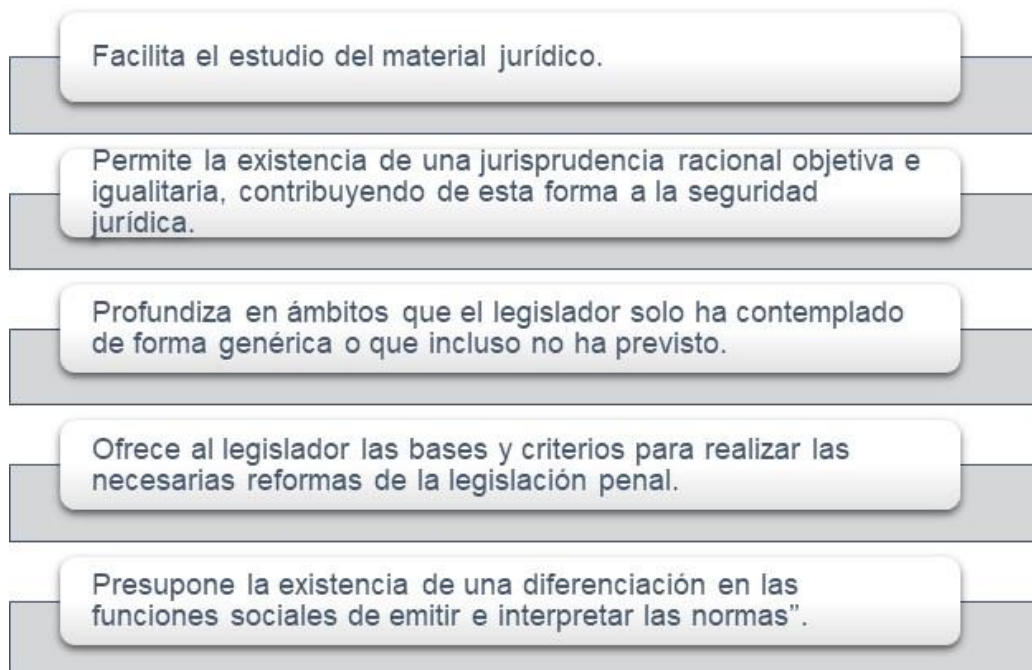 Facilita el estudio del material jurídico.
Permite la existencia de una jurisprudencia racional objetiva e
igualitaria, contribuyendo de esta forma a la seguridad
jurídica.
Profundiza en ámbitos que el legislador solo ha contemplado
de forma genérica o que incluso no ha previsto.
Ofrece al legislador las bases y criterios para realizar las
necesarias reformas de la legislación penal.
Presupone la existencia de una diferenciación en las
funciones sociales de emitir e interpretar las normas”.